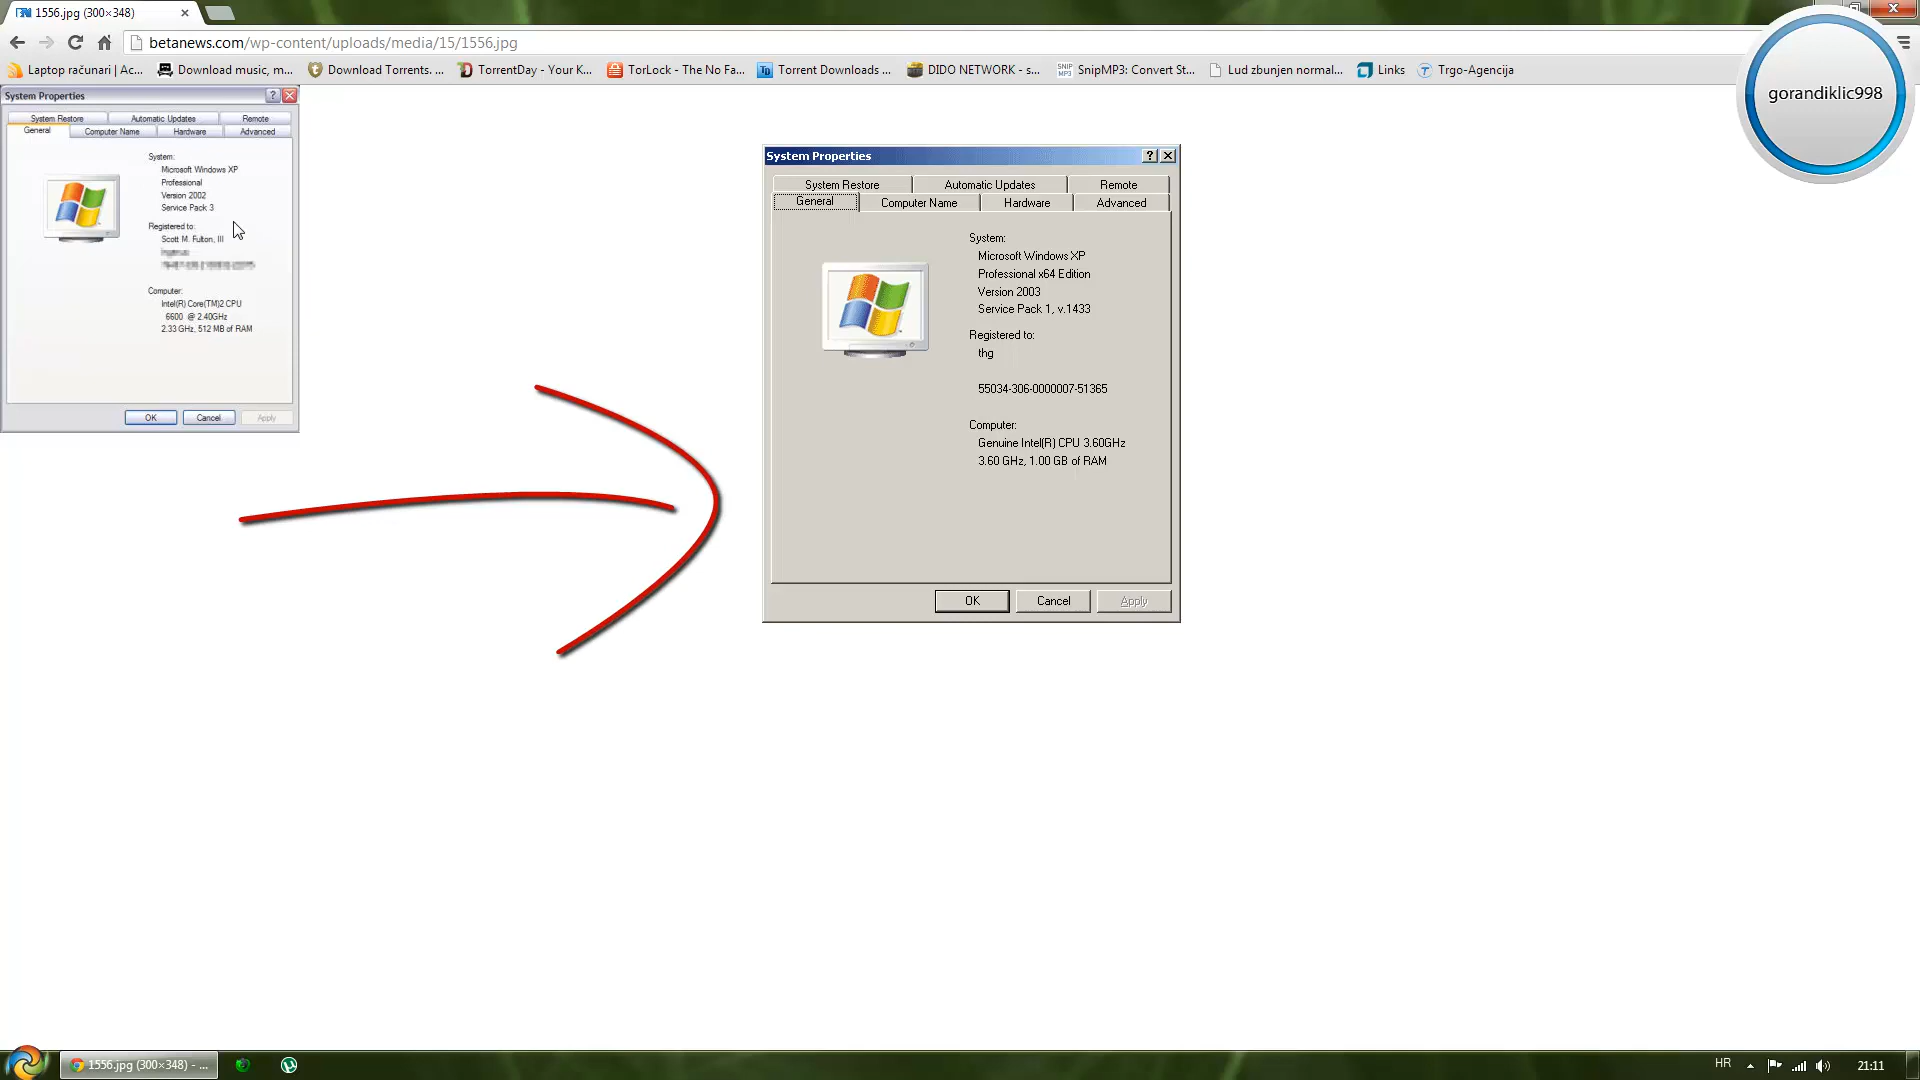 1556.jpg (300×348)
betanews.com/wp-content/uploads/media/15/1556.jpg
Laptop računari | Ac...
Download music, m...
Download Torrents. ...
TorrentDay - Your K...
TorLock - The No Fa...
Torrent Downloads ...
DIDO NETWORK - s...
SnipMP3: Convert St...
Lud zbunjen normal...
Links
Trgo-Agencija
gorandiklic998
System Properties
System Restore
Automatic Updates
Remote
General
Computer Name
Hardware
Advanced
System:
Microsoft Windows XP
Professional
Version 2002
Service Pack 3
Registered to:
Scott M. Fulton, III
Computer:
Intel(R) Core(TM)2 CPU
6600 @ 2.40GHz
2.33 GHz, 512 MB of RAM
OK
Cancel
Apply
System Properties
System Restore
Automatic Updates
Remote
General
Computer Name
Hardware
Advanced
System:
Microsoft Windows XP
Professional x64 Edition
Version 2003
Service Pack 1, v.1433
Registered to:
thg
55034-306-0000007-51365
Computer:
Genuine Intel(R) CPU 3.60GHz
3.60 GHz, 1.00 GB of RAM
OK
Cancel
Apply
1556.jpg (300×348) - ...
HR
21:11